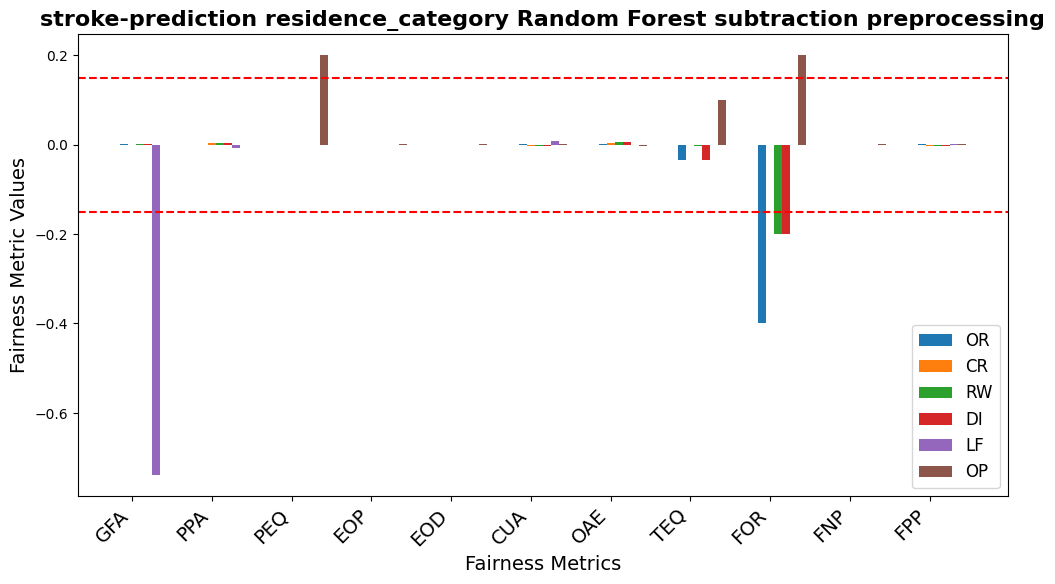 stroke-prediction residence_category Random Forest subtraction preprocessing
Fairness Metric Values
0.2
0.0
−0.2
−0.4
−0.6
GFA
PPA
PEQ
EOP
EOD
CUA
OAE
TEQ
FOR
FNP
FPP
Fairness Metrics
OR
CR
RW
DI
LF
OP